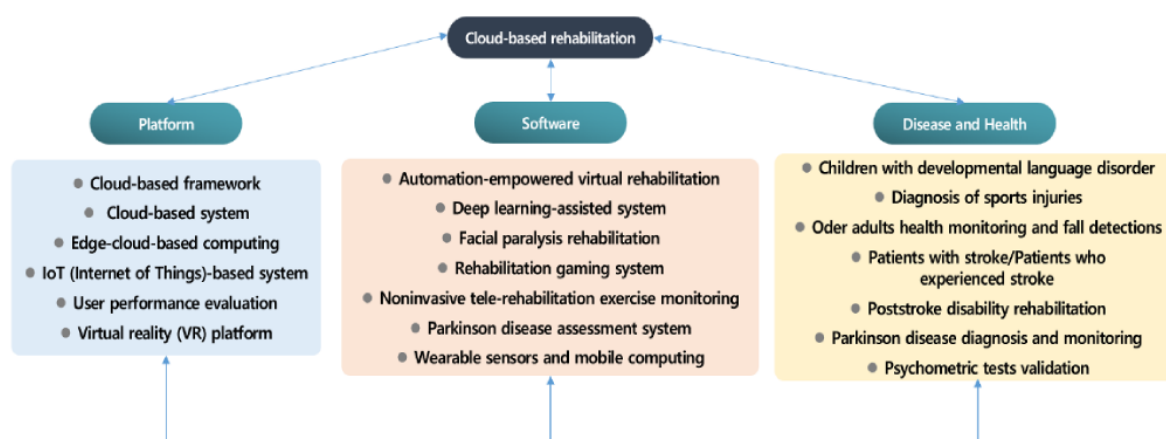 Cloud-based rehabilitation
Platform
Cloud-based framework
Cloud-based system
Edge-cloud-based computing
IoT (Internet of Things)-based system
User performance evaluation
Virtual reality (VR) platform
Software
Automation-empowered virtual rehabilitation
Deep learning-assisted system
Facial paralysis rehabilitation
Rehabilitation gaming system
Noninvasive tele-rehabilitation exercise monitoring
Parkinson disease assessment system
Wearable sensors and mobile computing
Disease and Health
Children with developmental language disorder
Diagnosis of sports injuries
Oder adults health monitoring and fall detections
Patients with stroke/Patients who
experienced stroke
Poststroke disability rehabilitation
Parkinson disease diagnosis and monitoring
Psychometric tests validation